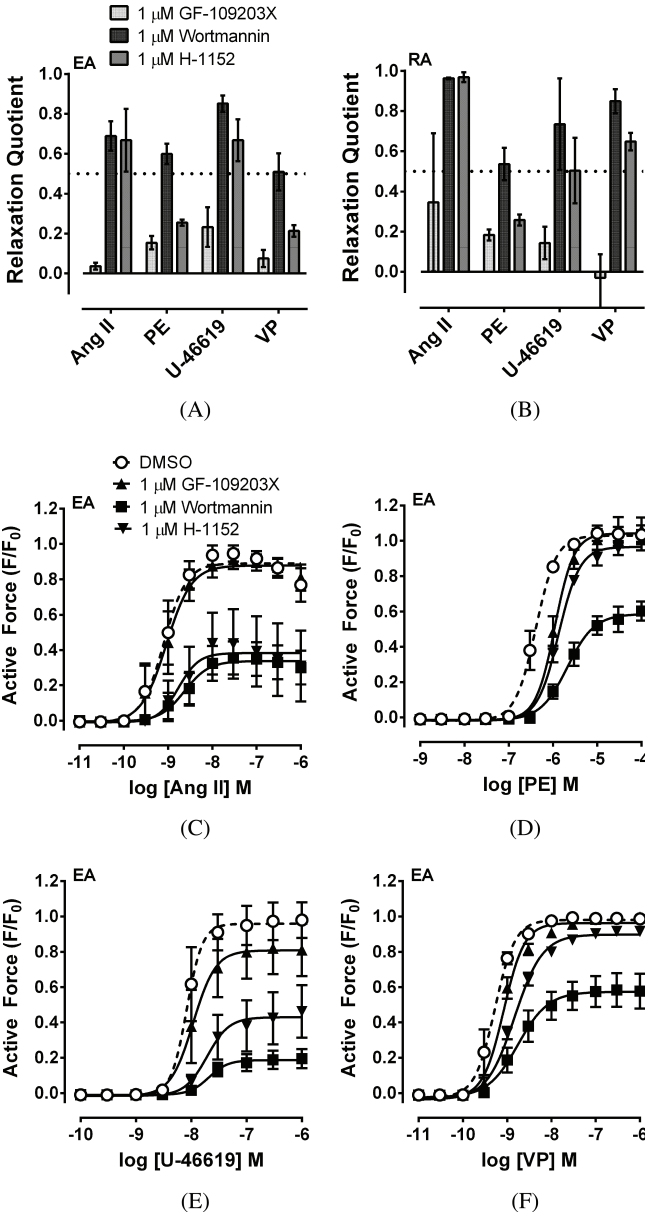 1 μM GF-109203X
1 μM Wortmannin
1 μM H-1152
EA
Relaxation Quotient
1.0
0.8
0.6
0.4
0.2
0.0
Ang II
PE
U-46619
VP
(A)
RA
Relaxation Quotient
1.0
0.8
0.6
0.4
0.2
0.0
Ang II
PE
U-46619
VP
(B)
DMSO
1 μM GF-109203X
1 μM Wortmannin
1 μM H-1152
EA
Active Force (F/F0)
1.2
1.0
0.8
0.6
0.4
0.2
0.0
-11 -10 -9 -8 -7 -6
log [Ang II] M
(C)
EA
Active Force (F/F0)
1.2
1.0
0.8
0.6
0.4
0.2
0.0
-9 -8 -7 -6 -5 -4
log [PE] M
(D)
EA
Active Force (F/F0)
1.2
1.0
0.8
0.6
0.4
0.2
0.0
-10 -9 -8 -7 -6
log [U-46619] M
(E)
EA
Active Force (F/F0)
1.2
1.0
0.8
0.6
0.4
0.2
0.0
-11 -10 -9 -8 -7 -6
log [VP] M
(F)